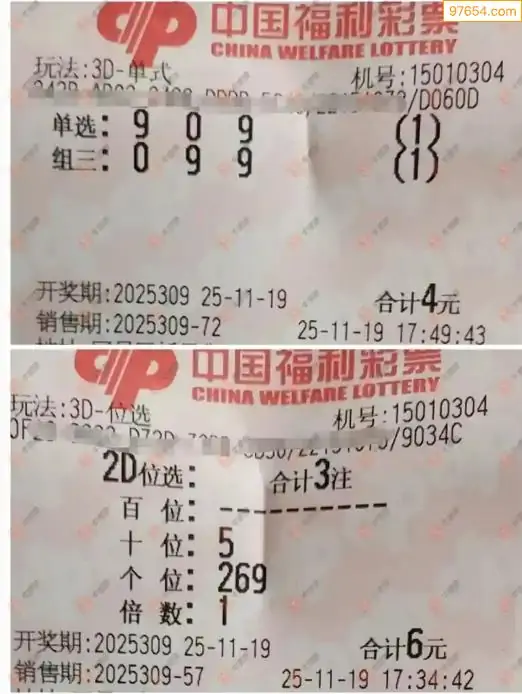 97654.com
中国福利彩票
CHINA WELFARE LOTTERY
玩法:3D-单式 机号:15010304
/D060D
单选: 9 0 9 (1)
组三: 0 9 9 (1)
开奖期:2025309 25-11-19 合计4元
销售期:2025309-72 25-11-19 17:49:43
中国福利彩票
CHINA WELFARE LOTTERY
玩法:3D-位选 机号:15010304
/9034C
2D位选: 合计3注
百 位: ----------
十 位: 5
个 位: 269
倍 数: 1
开奖期:2025309 25-11-19 合计6元
销售期:2025309-57 25-11-19 17:34:42